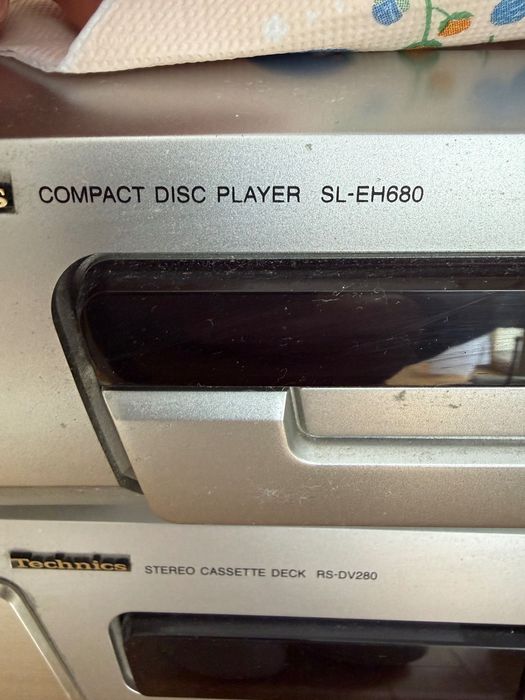 COMPACT DISC PLAYER SL-EH680
Technics STEREO CASSETTE DECK RS-DV280